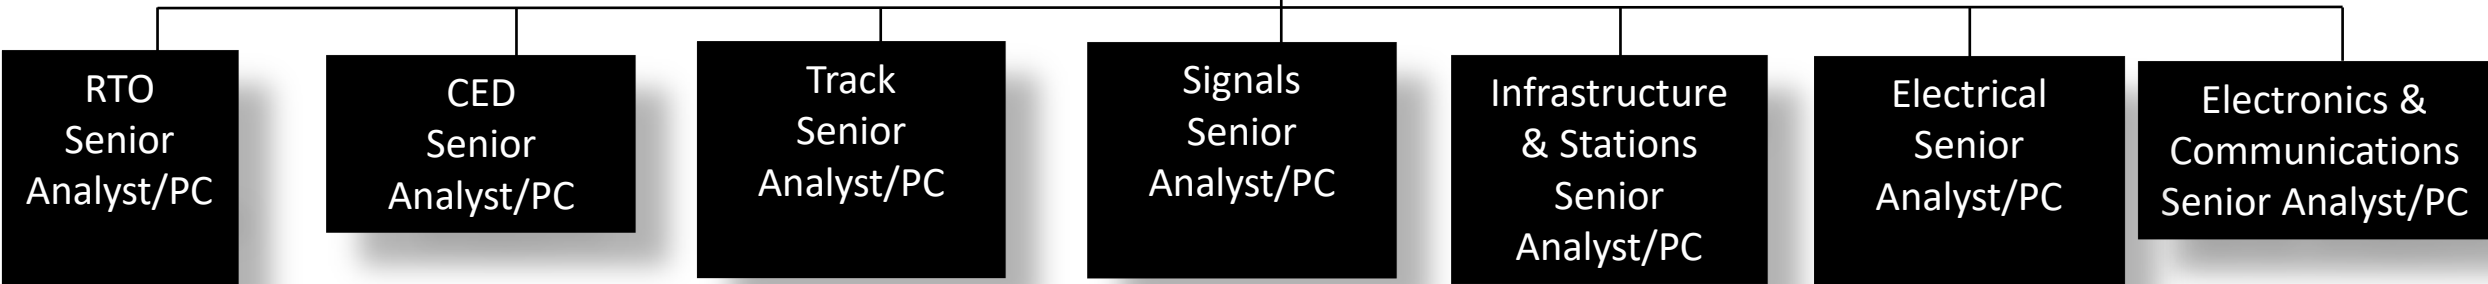 RTO
Senior
Analyst/PC
CED
Senior
Analyst/PC
Track
Senior
Analyst/PC
Signals
Senior
Analyst/PC
Infrastructure
& Stations
Senior
Analyst/PC
Electrical
Senior
Analyst/PC
Electronics &
Communications
Senior Analyst/PC